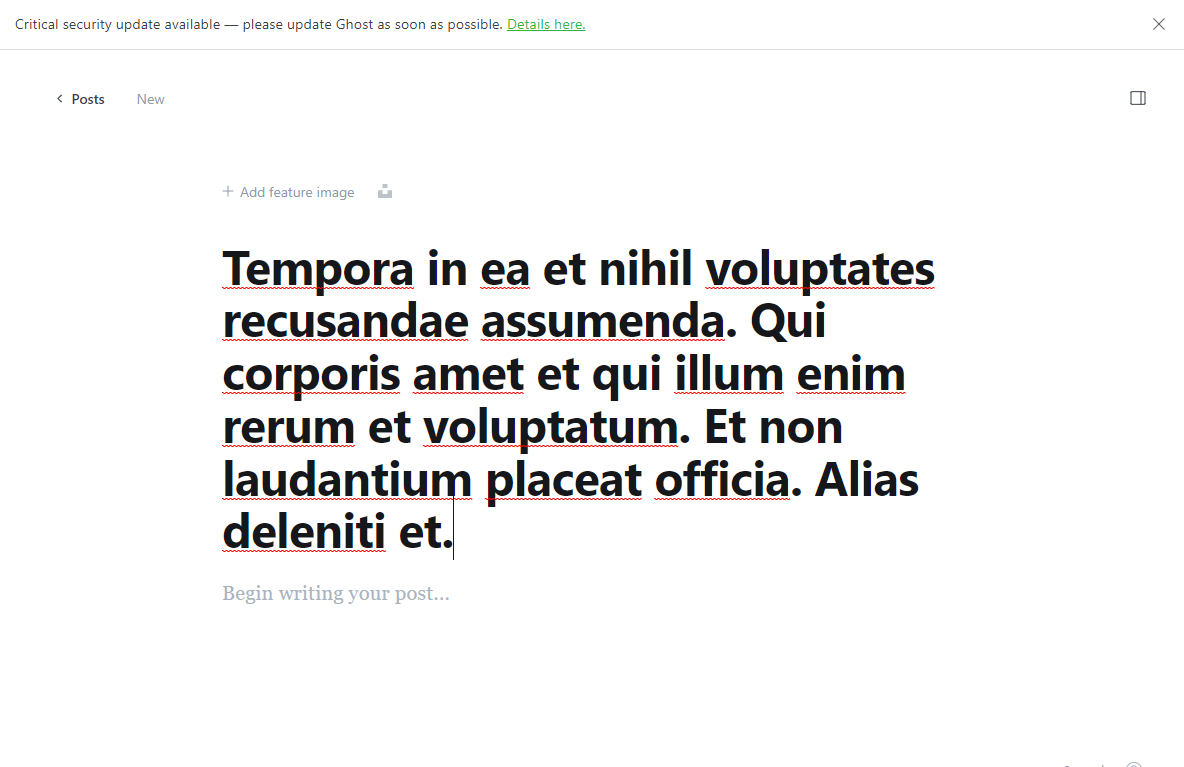 Critical security update available — please update Ghost as soon as possible. Details here.
Posts New
Add feature image
Tempora in ea et nihil voluptates
recusandae assumenda. Qui
corporis amet et qui illum enim
rerum et voluptatum. Et non
laudantium placeat officia. Alias
deleniti et.
Begin writing your post...